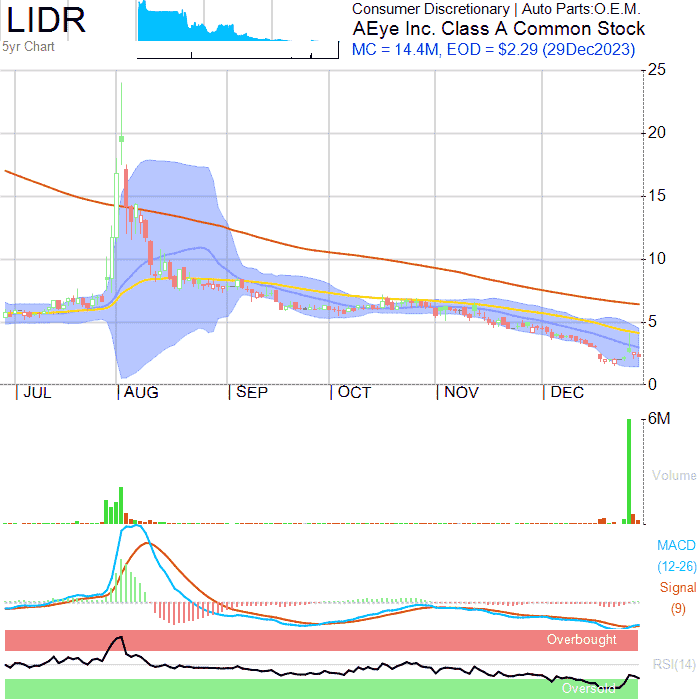 LIDR
5yr Chart
Consumer Discretionary | Auto Parts:O.E.M.
AEye Inc. Class A Common Stock
MC = 14.4M, EOD = $2.29 (29Dec2023)
25
20
15
10
5
0
JUL
AUG
SEP
OCT
NOV
DEC
6M
Volume
MACD
(12-26)
Signal
(9)
Overbought
RSI(14)
Oversold